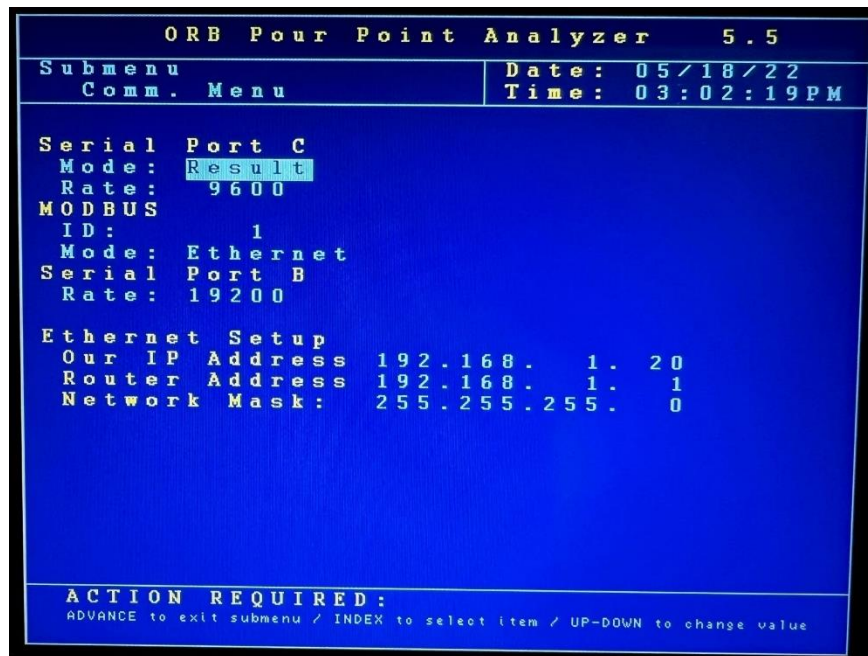 ORB Pour Point Analyzer 5.5
Submenu
Comm. Menu
Date: 05/18/22
Time: 03:02:19PM
Serial Port C
Mode: Result
Rate: 9600
MODBUS
ID: 1
Mode: Ethernet
Serial Port B
Rate: 19200
Ethernet Setup
Our IP Address 192.168. 1. 20
Router Address 192.168. 1. 1
Network Mask: 255.255.255. 0
ACTION REQUIRED:
ADVANCE to exit submenu / INDEX to select item / UP-DOWN to change value